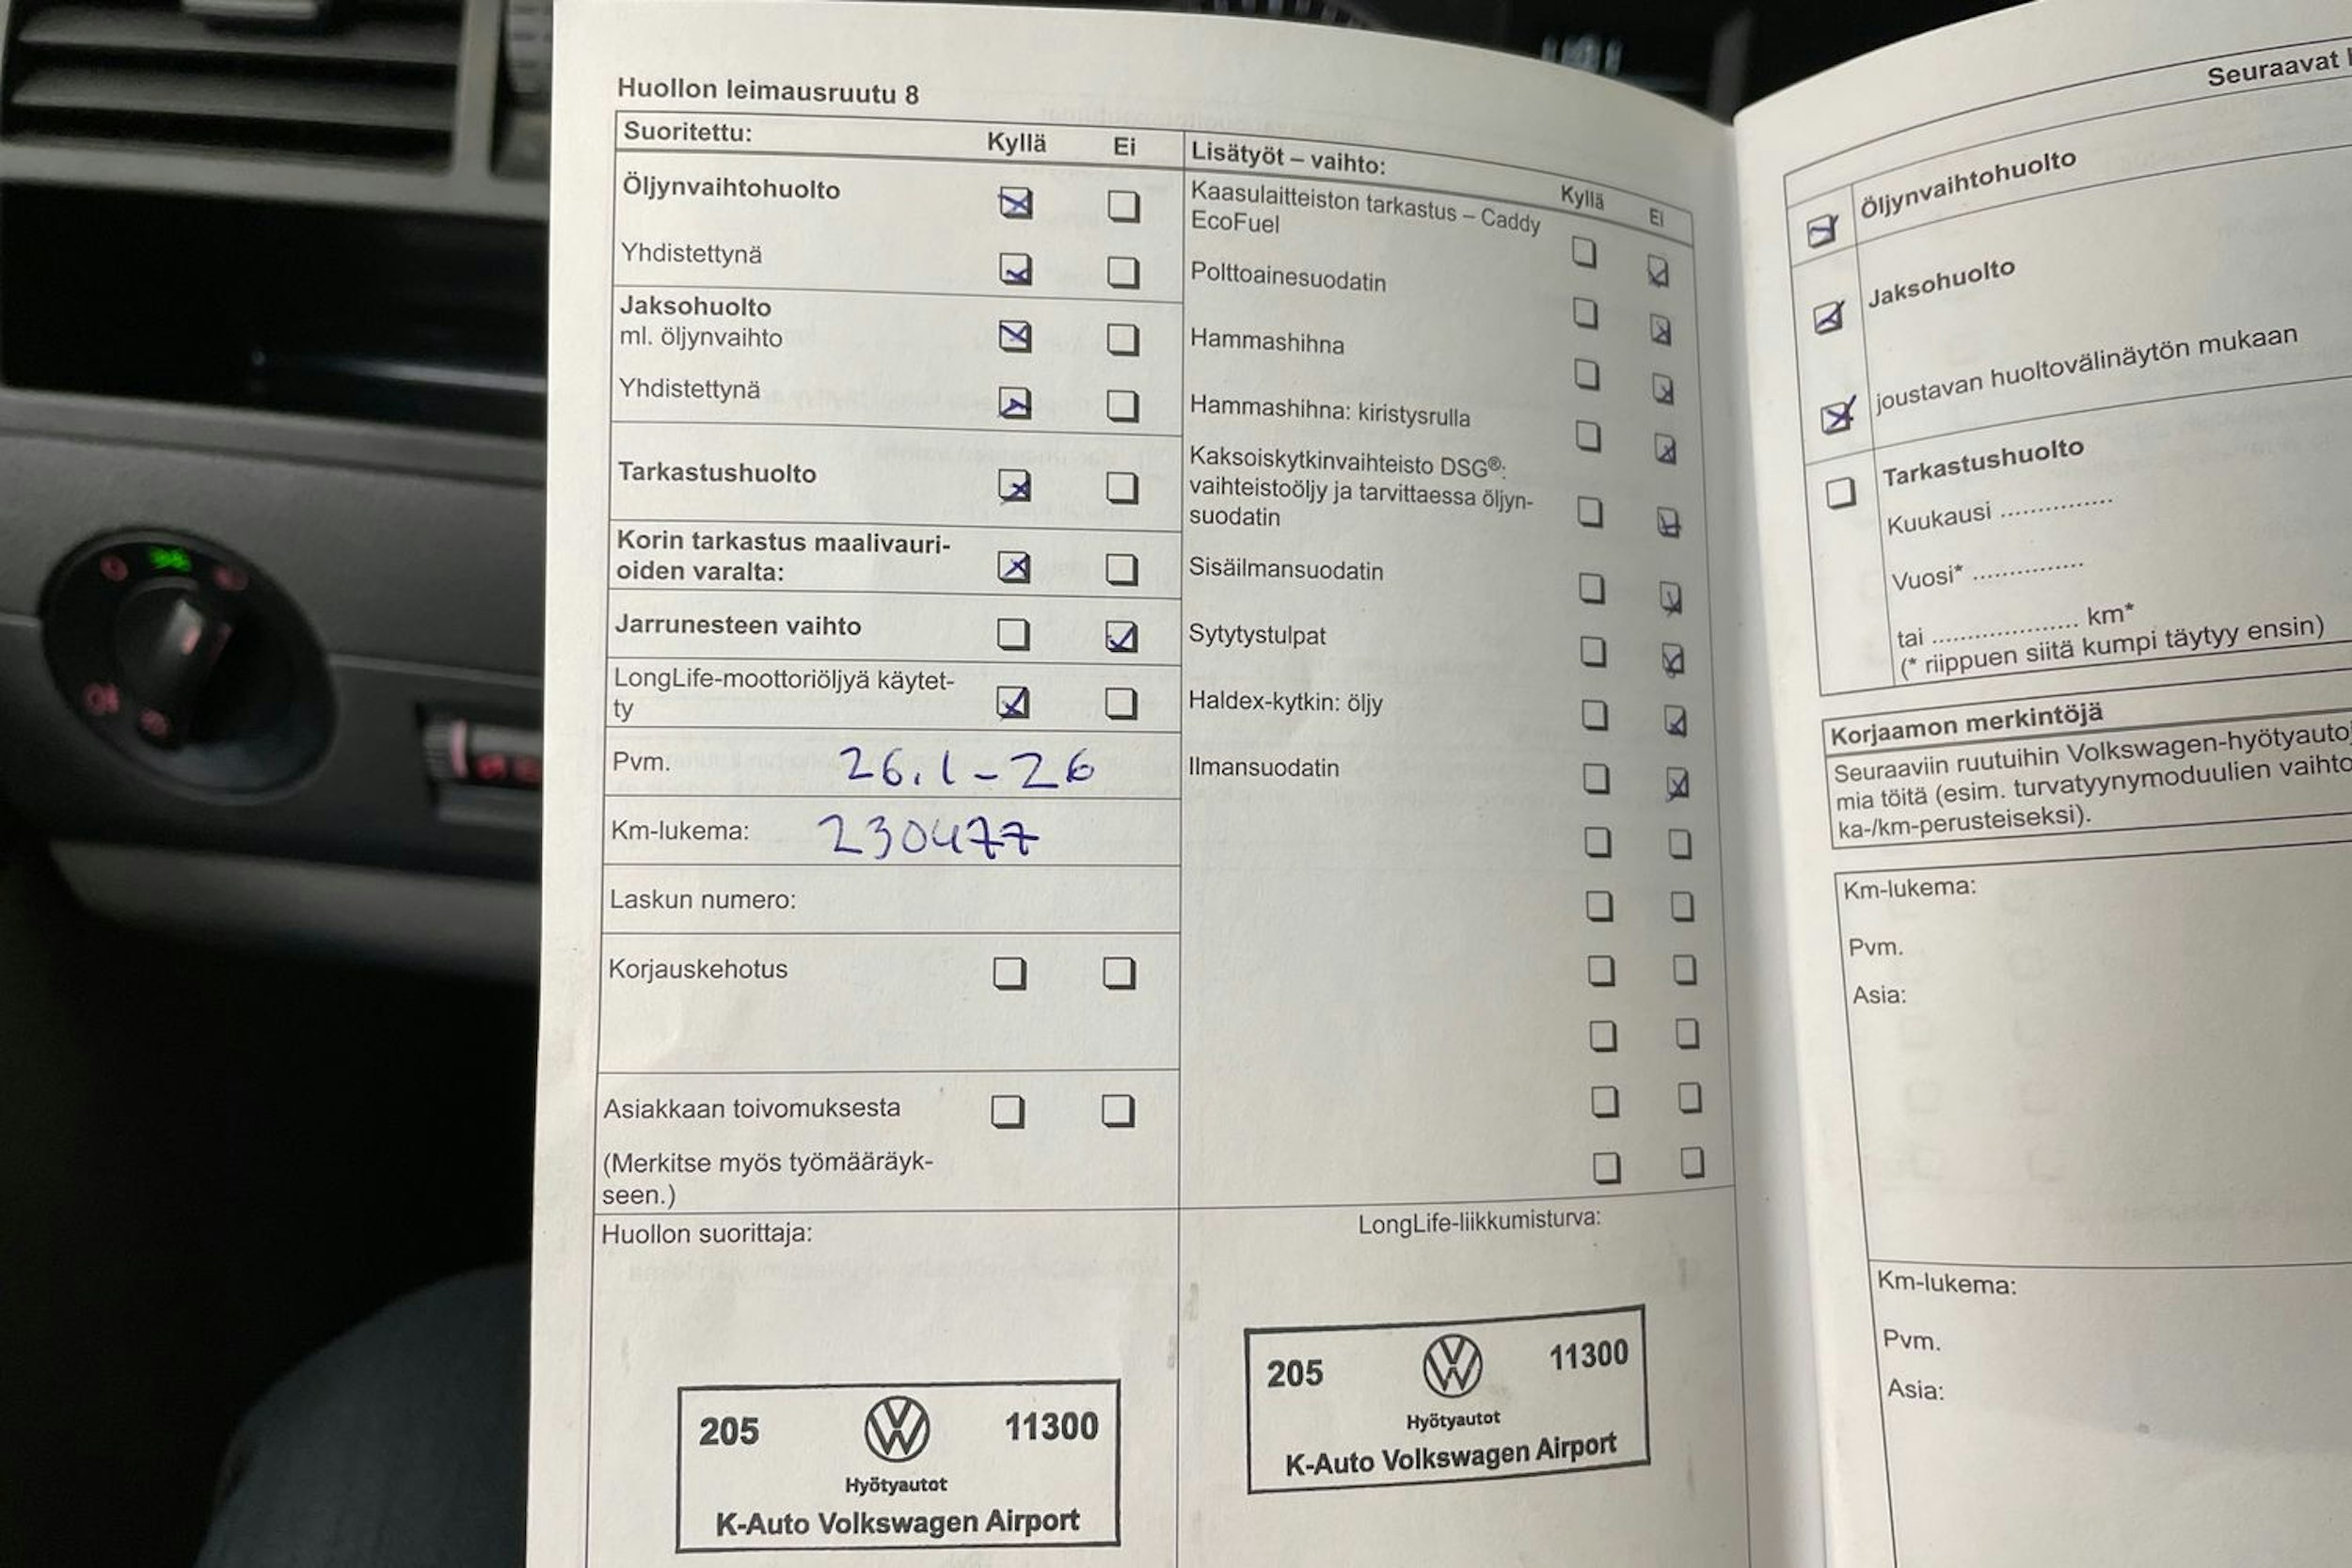 Huollon leimausruutu 8
Suoritettu: Kyllä Ei
Öljynvaihtohuolto
Yhdistettynä
Jaksohuolto
ml. öljynvaihto
Yhdistettynä
Tarkastushuolto
Korin tarkastus maalivauri-
oiden varalta:
Jarrunesteen vaihto
LongLife-moottoriöljyä käytet-
ty
Pvm. 26.1-26
Km-lukema: 230477
Laskun numero:
Korjauskehotus
Asiakkaan toivomuksesta
(Merkitse myös työmääräyk-
seen.)
Huollon suorittaja:
205 11300
Hyötyautot
K-Auto Volkswagen Airport
Lisätyöt – vaihto:
Kyllä Ei
Kaasulaitteiston tarkastus – Caddy
EcoFuel
Polttoainesuodatin
Hammashihna
Hammashihna: kiristysrulla
Kaksoiskytkinvaihteisto DSG®:
vaihteistoöljy ja tarvittaessa öljyn-
suodatin
Sisäilmansuodatin
Sytytystulpat
Haldex-kytkin: öljy
Ilmansuodatin
LongLife-liikkumisturva:
205 11300
Hyötyautot
K-Auto Volkswagen Airport
Seuraavat
Öljynvaihtohuolto
Jaksohuolto
joustavan huoltovälinäytön mukaan
Tarkastushuolto
Kuukausi ................
Vuosi* ................
tai ..................... km*
(* riippuen siitä kumpi täytyy ensin)
Korjaamon merkintöjä
Seuraaviin ruutuihin Volkswagen-hyötyauto
mia töitä (esim. turvatyynymoduulien vaihto
ka-/km-perusteiseksi).
Km-lukema:
Pvm.
Asia:
Km-lukema:
Pvm.
Asia: